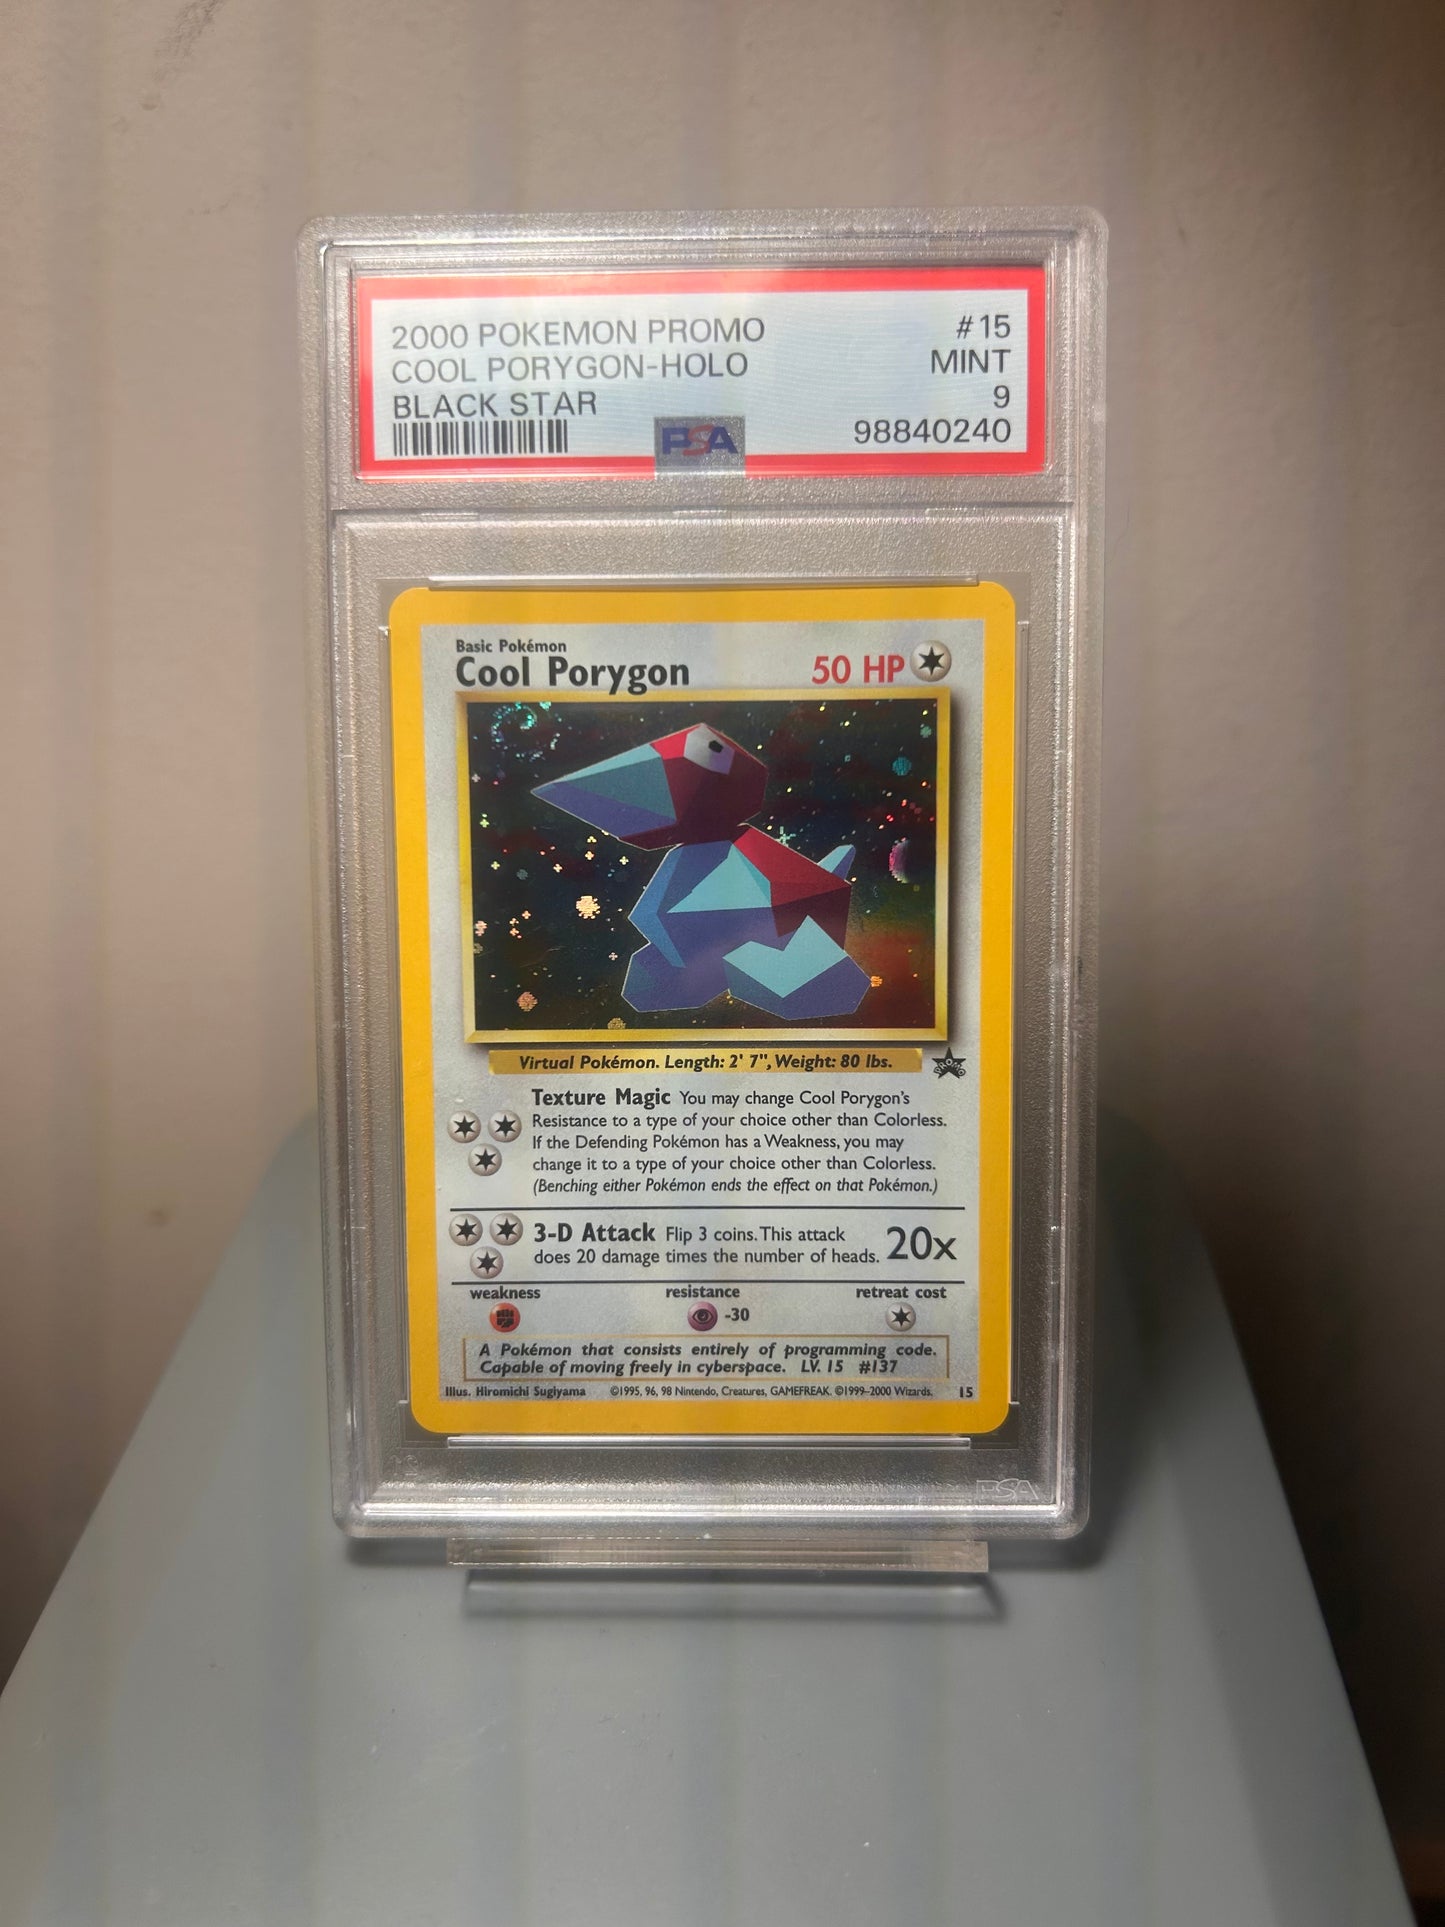 2000 POKEMON PROMO #15
COOL PORYGON-HOLO MINT
BLACK STAR 9
PSA 98840240
Basic Pokémon
Cool Porygon 50 HP
Virtual Pokémon. Length: 2' 7", Weight: 80 lbs.
PROMO
Texture Magic You may change Cool Porygon's
Resistance to a type of your choice other than Colorless.
If the Defending Pokémon has a Weakness, you may
change it to a type of your choice other than Colorless.
(Benching either Pokémon ends the effect on that Pokémon.)
3-D Attack Flip 3 coins. This attack
does 20 damage times the number of heads. 20x
weakness resistance retreat cost
-30
A Pokémon that consists entirely of programming code.
Capable of moving freely in cyberspace. LV. 15 #137
Illus. Hiromichi Sugiyama ©1995, 96, 98 Nintendo, Creatures, GAMEFREAK. ©1999-2000 Wizards. 15
PSA